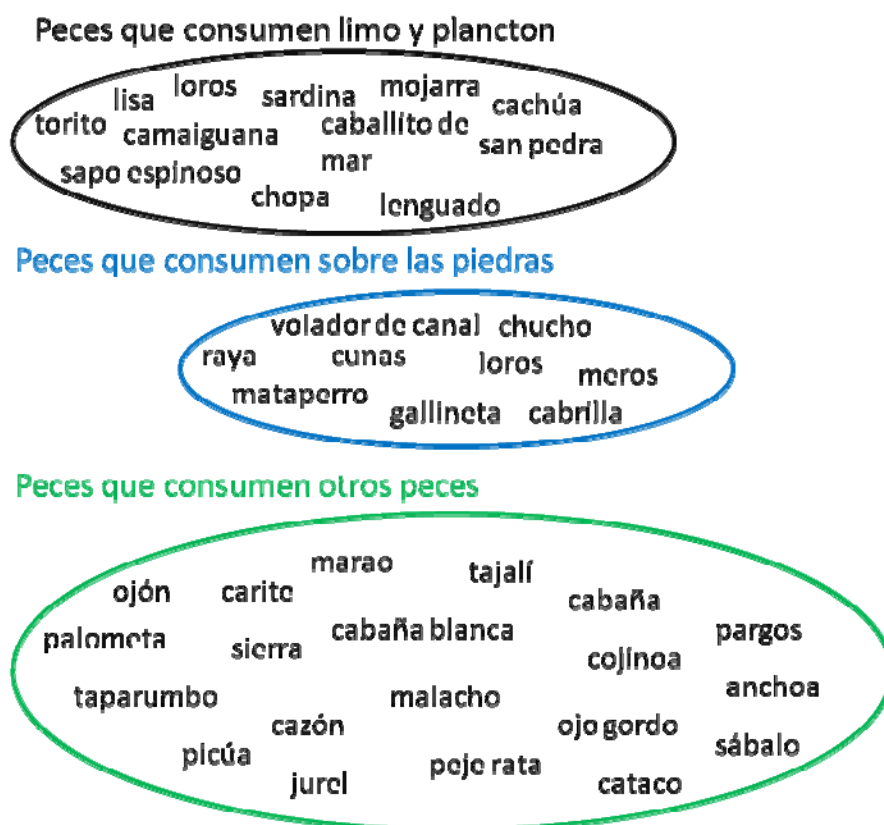 Peces que consumen limo y plancton
lisa loros sardina mojarra cachúa
torito camaiguana caballito de mar san pedra
sapo espinoso chopa lenguado
Peces que consumen sobre las piedras
volador de canal chucho
raya cunas loros meros
mataperro gallineta cabrilla
Peces que consumen otros peces
marao tajalí
ojón carite cabaña
palometa sierra cabaña blanca cojínoa pargos
taparumbo malacho anchoa
cazón ojo gordo
picúa peje rata sábalo
jurel cataco